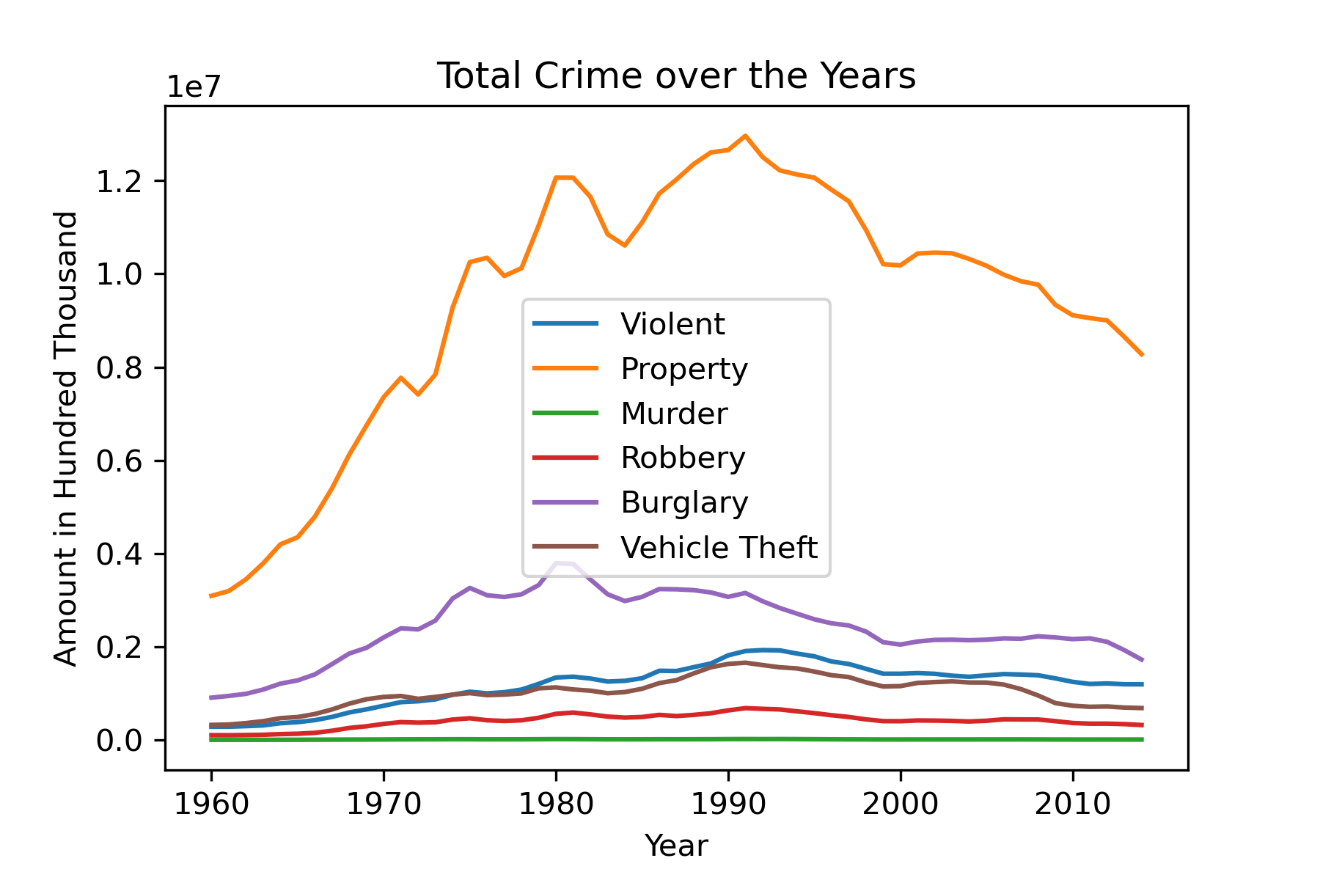 Total Crime over the Years
1e7
1.2
1.0
0.8
0.6
0.4
0.2
0.0
Amount in Hundred Thousand
Violent
Property
Murder
Robbery
Burglary
Vehicle Theft
1960 1970 1980 1990 2000 2010
Year